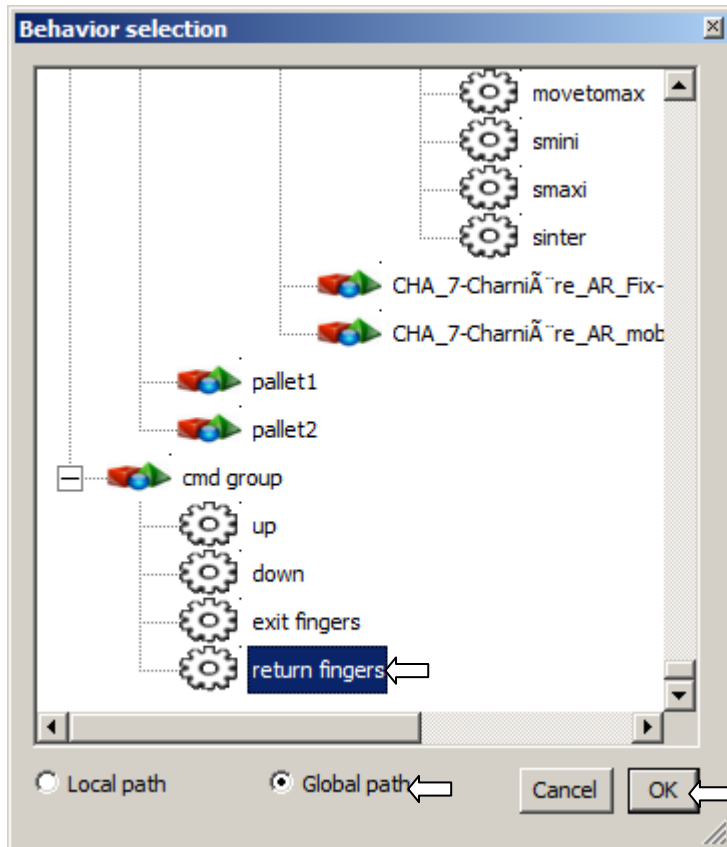 Behavior selection
movetomax
smini
smaxi
sinter
CHA_7-CharniÃ¨re_AR_Fix-
CHA_7-CharniÃ¨re_AR_mob
pallet1
pallet2
cmd group
up
down
exit fingers
return fingers
Local path
Global path
Cancel
OK